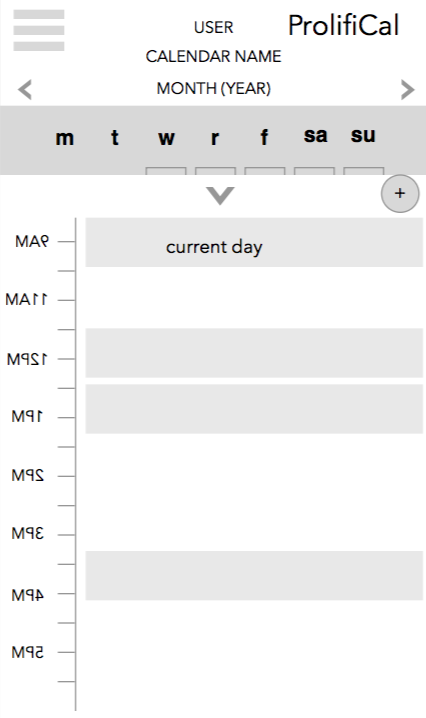 USER ProlifiCal
CALENDAR NAME
MONTH (YEAR)
m t w r f sa su
+
9AM current day
11AM
12PM
1PM
2PM
3PM
4PM
5PM